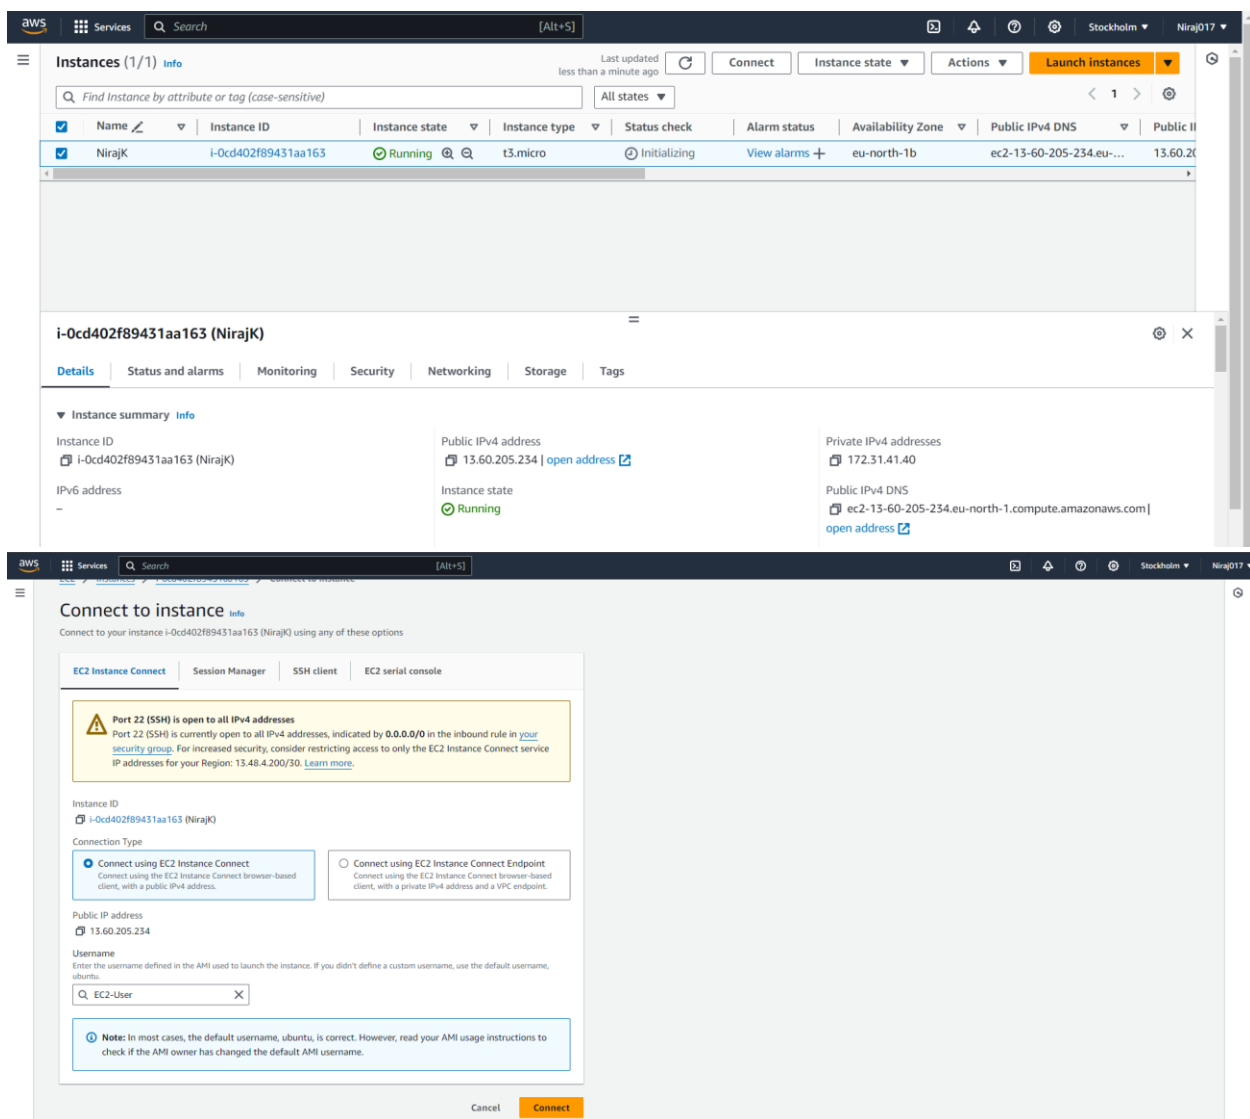 aws Services Search [Alt+S] Stockholm ▼ Niraj017 ▼
Instances (1/1) Info Last updated less than a minute ago Connect Instance state ▼ Actions ▼ Launch instances ▼
Find Instance by attribute or tag (case-sensitive) All states ▼ < 1 >
Name Instance ID Instance state Instance type Status check Alarm status Availability Zone Public IPv4 DNS Public
NirajK i-0cd402f89431aa163 Running t3.micro Initializing View alarms + eu-north-1b ec2-13-60-205-234.eu-... 13.60.20
i-0cd402f89431aa163 (NirajK)
Details Status and alarms Monitoring Security Networking Storage Tags
▼ Instance summary Info
Instance ID Public IPv4 address Private IPv4 addresses
i-0cd402f89431aa163 (NirajK) 13.60.205.234 | open address 172.31.41.40
IPv6 address Instance state Public IPv4 DNS
– Running ec2-13-60-205-234.eu-north-1.compute.amazonaws.com |
open address
aws Services Search [Alt+S] Stockholm ▼ Niraj017 ▼
EC2 > Instances > i-0cd402f89431aa163 > Connect to instance
Connect to instance Info
Connect to your instance i-0cd402f89431aa163 (NirajK) using any of these options
EC2 Instance Connect Session Manager SSH client EC2 serial console
Port 22 (SSH) is open to all IPv4 addresses
Port 22 (SSH) is currently open to all IPv4 addresses, indicated by 0.0.0.0/0 in the inbound rule in your
security group. For increased security, consider restricting access to only the EC2 Instance Connect service
IP addresses for your Region: 13.48.4.200/30. Learn more.
Instance ID
i-0cd402f89431aa163 (NirajK)
Connection Type
Connect using EC2 Instance Connect Connect using EC2 Instance Connect Endpoint
Connect using the EC2 Instance Connect browser-based Connect using the EC2 Instance Connect browser-based
client, with a public IPv4 address. client, with a private IPv4 address and a VPC endpoint.
Public IP address
13.60.205.234
Username
Enter the username defined in the AMI used to launch the instance. If you didn't define a custom username, use the default username,
ubuntu.
EC2-User
Note: In most cases, the default username, ubuntu, is correct. However, read your AMI usage instructions to
check if the AMI owner has changed the default AMI username.
Cancel Connect